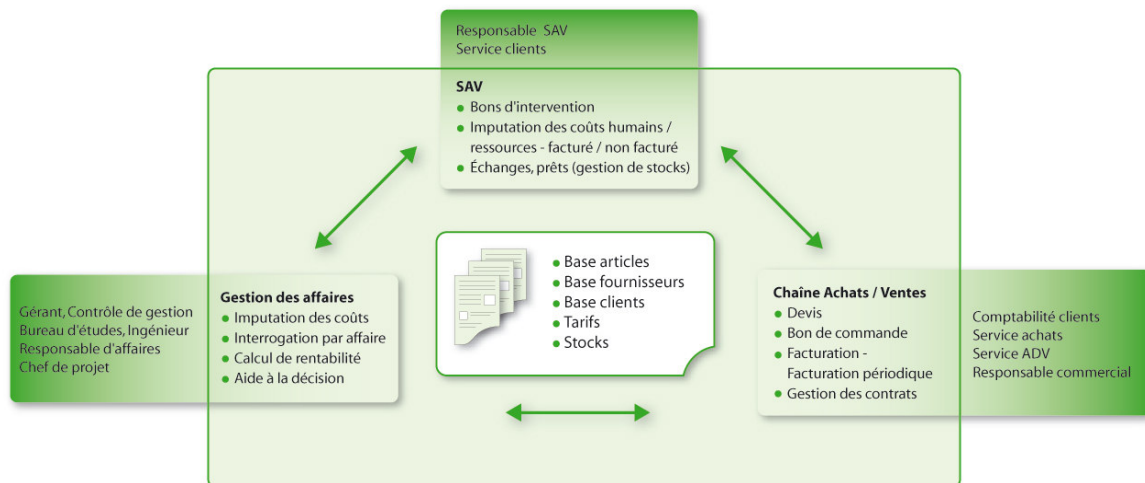 Responsable SAV
Service clients
SAV
Bons d'intervention
Imputation des coûts humains /
ressources - facturé / non facturé
Échanges, prêts (gestion de stocks)
Base articles
Base fournisseurs
Base clients
Tarifs
Stocks
Gérant, Contrôle de gestion
Bureau d'études, Ingénieur
Responsable d'affaires
Chef de projet
Gestion des affaires
Imputation des coûts
Interrogation par affaire
Calcul de rentabilité
Aide à la décision
Chaîne Achats / Ventes
Devis
Bon de commande
Facturation -
Facturation périodique
Gestion des contrats
Comptabilité clients
Service achats
Service ADV
Responsable commercial